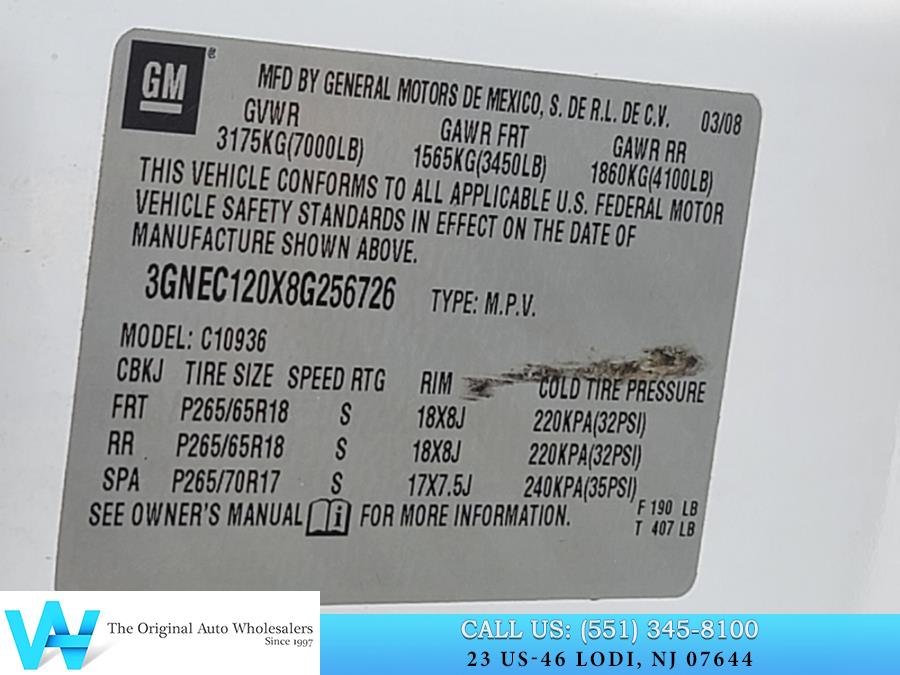 GM ®
MFD BY GENERAL MOTORS DE MEXICO, S. DE R.L. DE C.V. 03/08
GVWR GAWR FRT GAWR RR
3175KG(7000LB) 1565KG(3450LB) 1860KG(4100LB)
THIS VEHICLE CONFORMS TO ALL APPLICABLE U.S. FEDERAL MOTOR
VEHICLE SAFETY STANDARDS IN EFFECT ON THE DATE OF
MANUFACTURE SHOWN ABOVE.
3GNEC120X8G256726 TYPE: M.P.V.
MODEL: C10936
CBKJ TIRE SIZE SPEED RTG RIM COLD TIRE PRESSURE
FRT P265/65R18 S 18X8J 220KPA(32PSI)
RR P265/65R18 S 18X8J 220KPA(32PSI)
SPA P265/70R17 S 17X7.5J 240KPA(35PSI)
SEE OWNER'S MANUAL i FOR MORE INFORMATION.
F 190 LB
T 407 LB
AW The Original Auto Wholesalers
Since 1997
CALL US: (551) 345-8100
23 US-46 LODI, NJ 07644